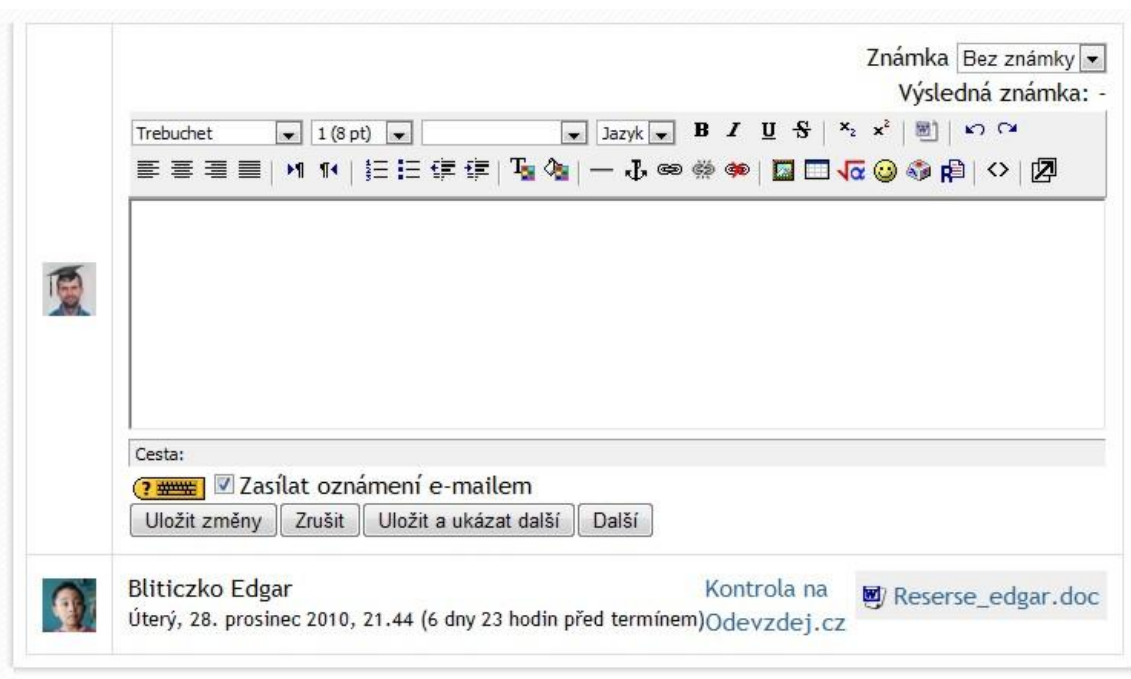 Známka Bez známky
Výsledná známka: -
Trebuchet 1 (8 pt) Jazyk B I U S x₂ x²
Cesta:
? Zasílat oznámení e-mailem
Uložit změny Zrušit Uložit a ukázat další Další
Bliticzko Edgar
Úterý, 28. prosinec 2010, 21.44 (6 dny 23 hodin před termínem)
Kontrola na
Odevzdej.cz
Reserse_edgar.doc